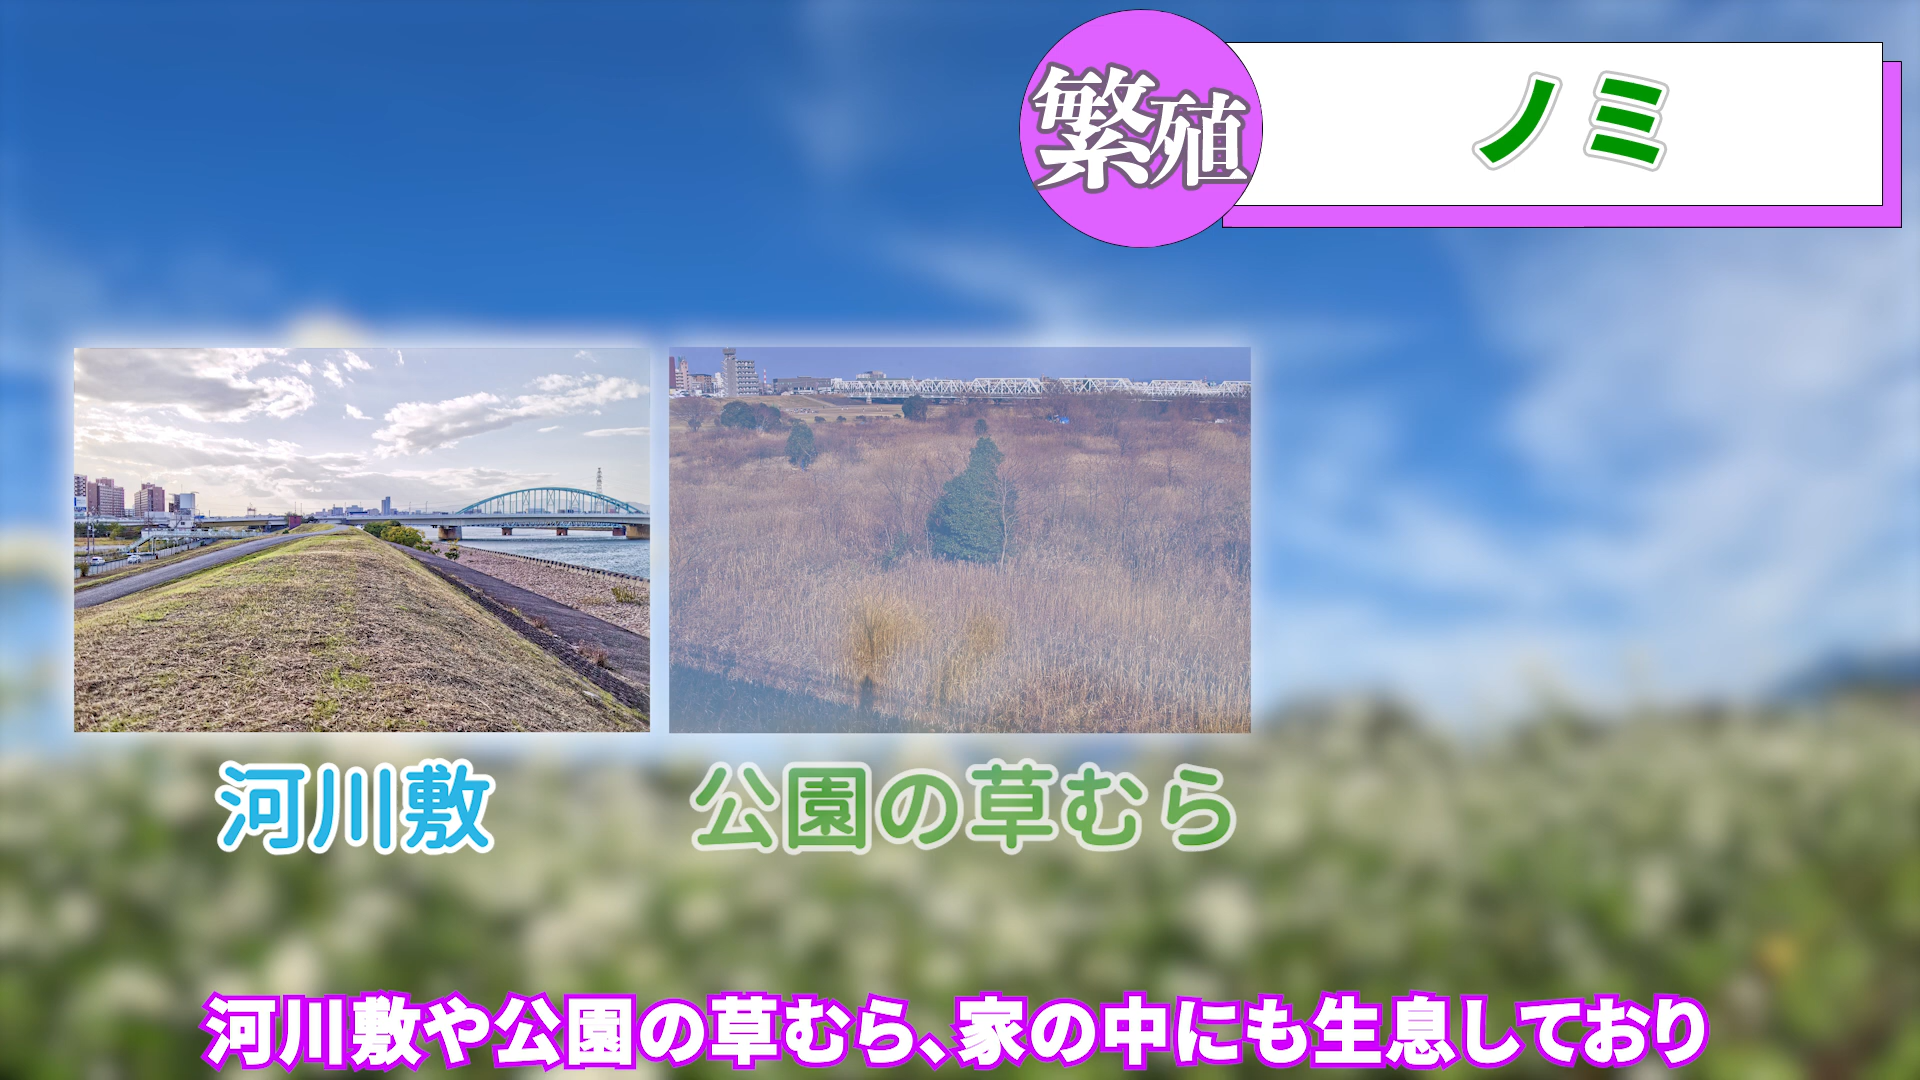 繁殖
ノミ
河川敷
公園の草むら
河川敷や公園の草むら、家の中にも生息しており